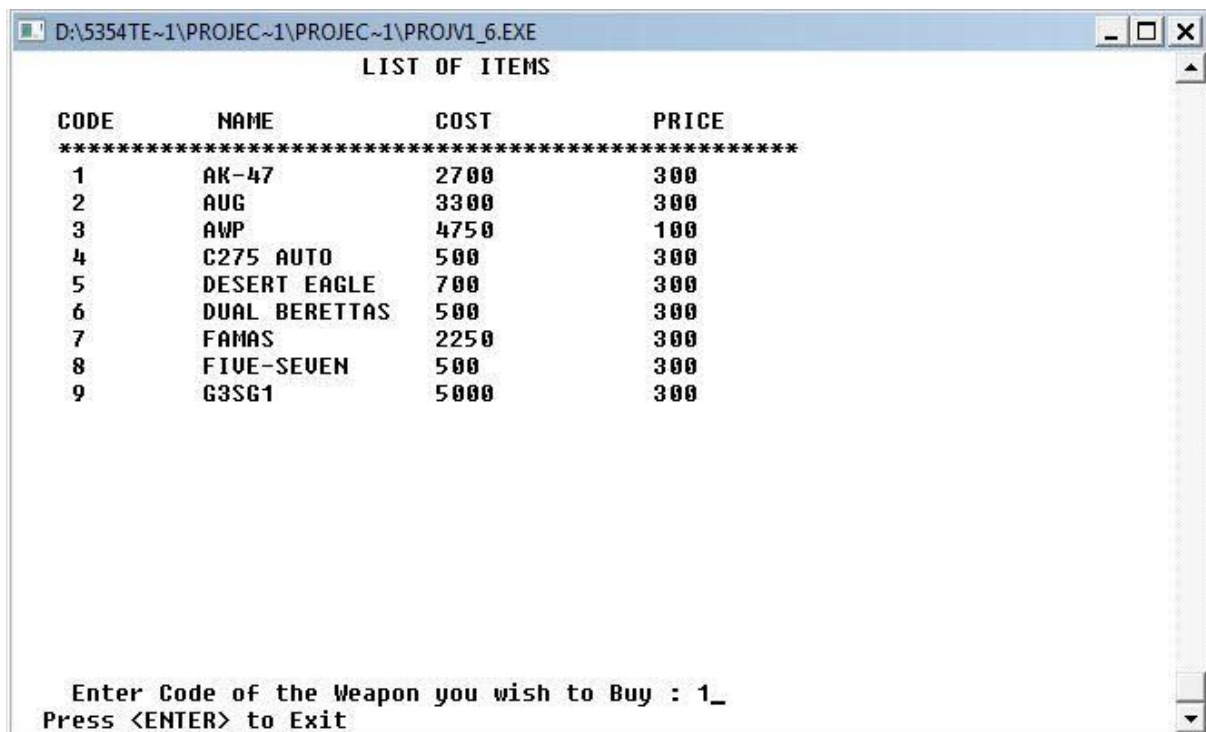 D:\5354TE~1\PROJEC~1\PROJEC~1\PROJV1_6.EXE
LIST OF ITEMS
CODE NAME COST PRICE
***************************************************
1 AK-47 2700 300
2 AUG 3300 300
3 AWP 4750 100
4 C275 AUTO 500 300
5 DESERT EAGLE 700 300
6 DUAL BERETTAS 500 300
7 FAMAS 2250 300
8 FIVE-SEVEN 500 300
9 G3SG1 5000 300
Enter Code of the Weapon you wish to Buy : 1_
Press <ENTER> to Exit